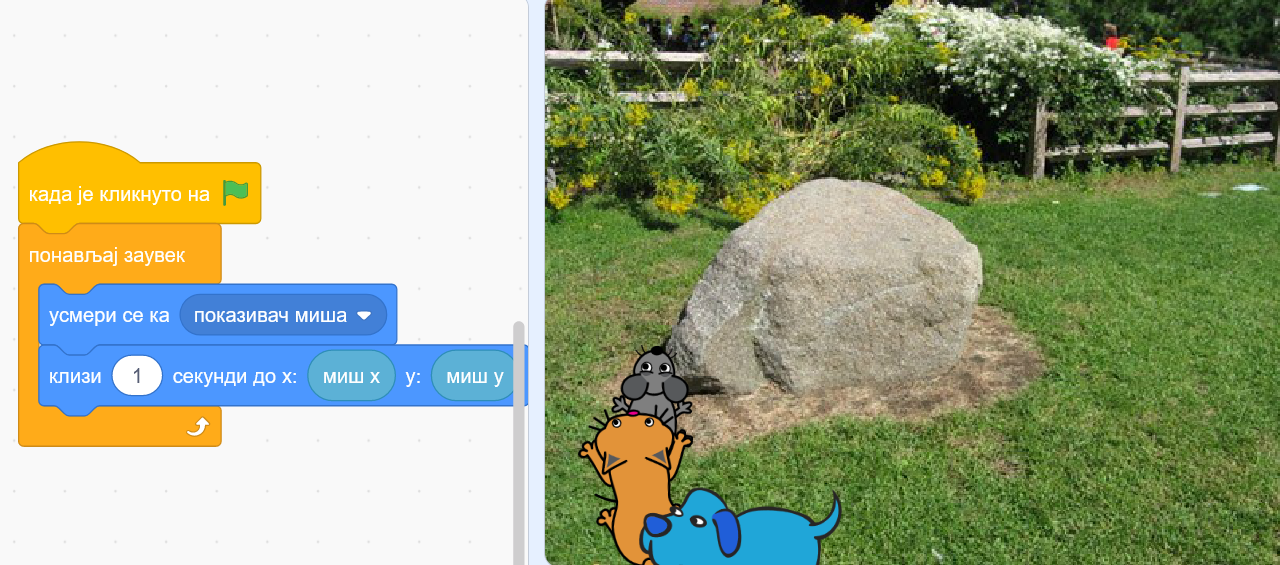 када је кликнуто на
понављај заувек
усмери се ка показивач миша
клизи 1 секунди до x: миш x y: миш y